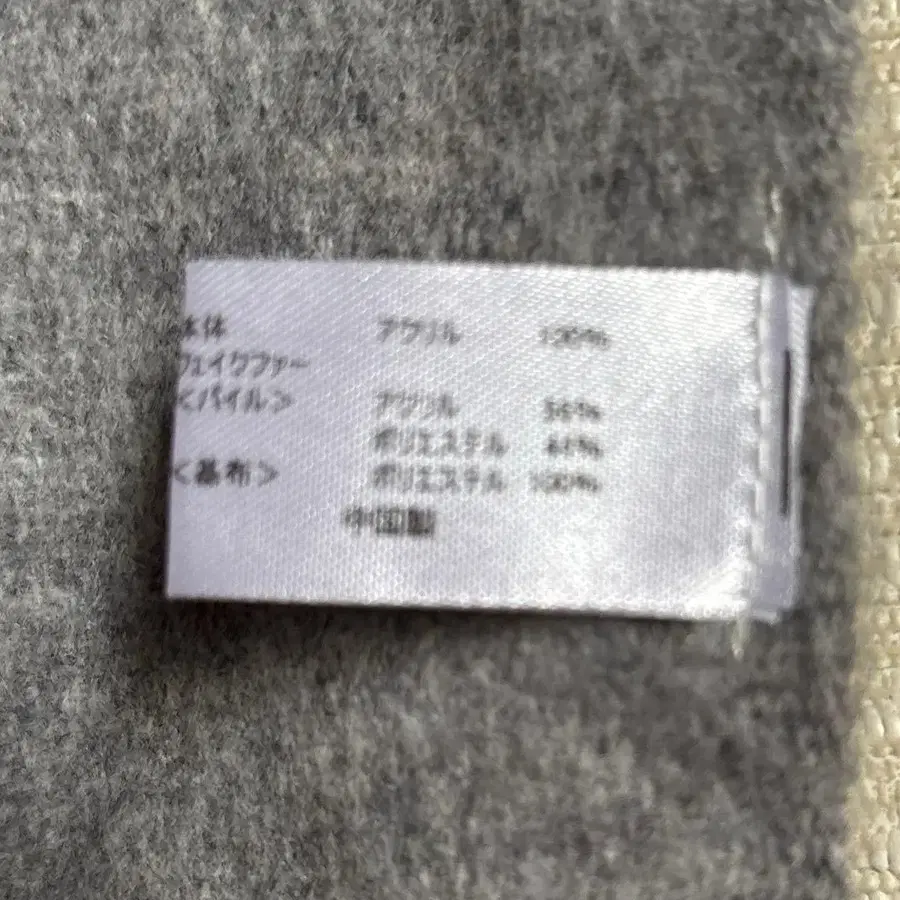 本体 アクリル 100%
フェイクファー
<パイル> アクリル 56%
ポリエステル
<基布> ポリエステル 100%
中国製